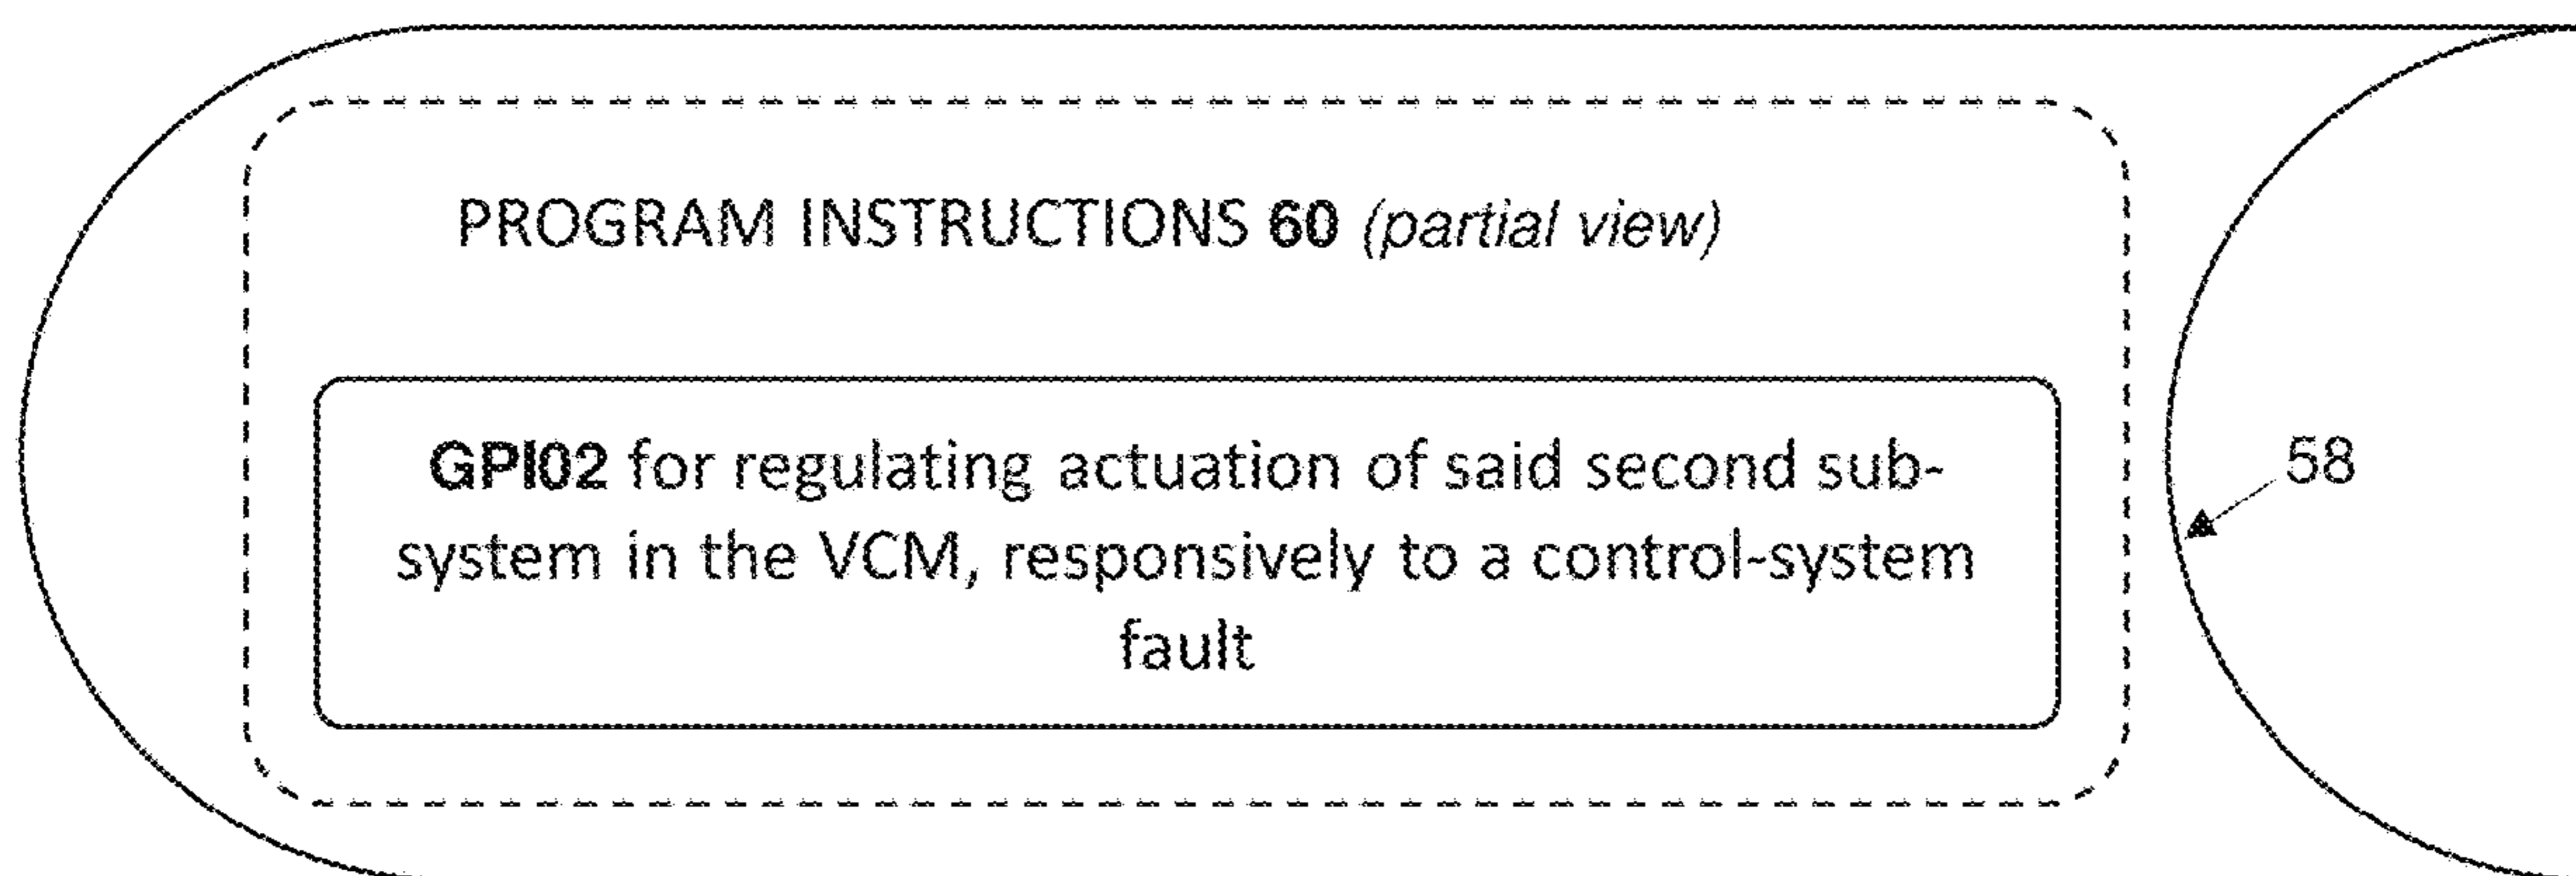 PROGRAM INSTRUCTIONS 60 (partial view)
GPI02 for regulating actuation of said second sub-
system in the VCM, responsively to a control-system
fault
58